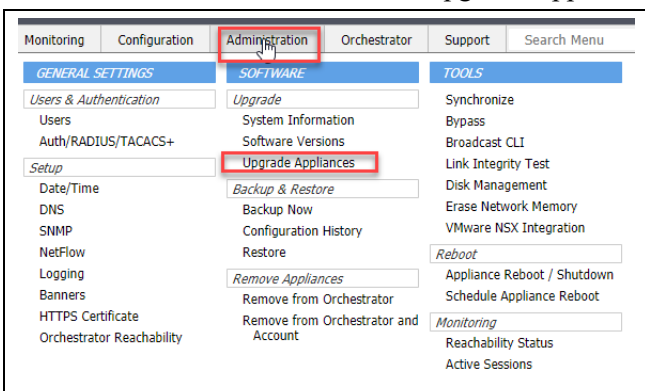 Monitoring Configuration Administration Orchestrator Support Search Menu
GENERAL SETTINGS
Users & Authentication
Users
Auth/RADIUS/TACACS+
Setup
Date/Time
DNS
SNMP
NetFlow
Logging
Banners
HTTPS Certificate
Orchestrator Reachability
SOFTWARE
Upgrade
System Information
Software Versions
Upgrade Appliances
Backup & Restore
Backup Now
Configuration History
Restore
Remove Appliances
Remove from Orchestrator
Remove from Orchestrator and
Account
TOOLS
Synchronize
Bypass
Broadcast CLI
Link Integrity Test
Disk Management
Erase Network Memory
VMware NSX Integration
Reboot
Appliance Reboot / Shutdown
Schedule Appliance Reboot
Monitoring
Reachability Status
Active Sessions